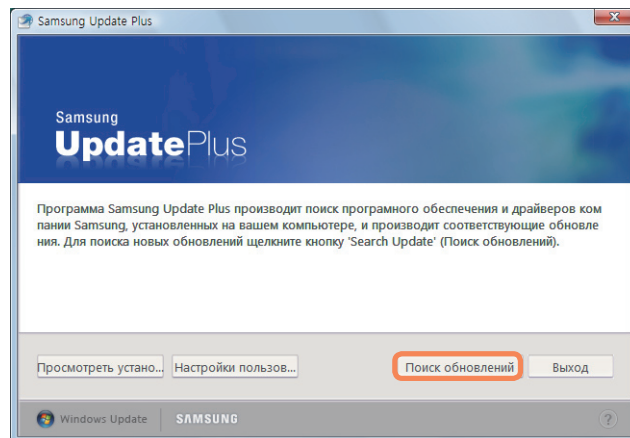 Samsung Update Plus
Samsung
UpdatePlus
Программа Samsung Update Plus производит поиск програмного обеспечения и драйверов ком
пании Samsung, установленных на вашем компьютере, и производит соответствующие обновле
ния. Для поиска новых обновлений щелкните кнопку 'Search Update' (Поиск обновлений).
Просмотреть устано... Настройки пользов... Поиск обновлений Выход
Windows Update SAMSUNG ?